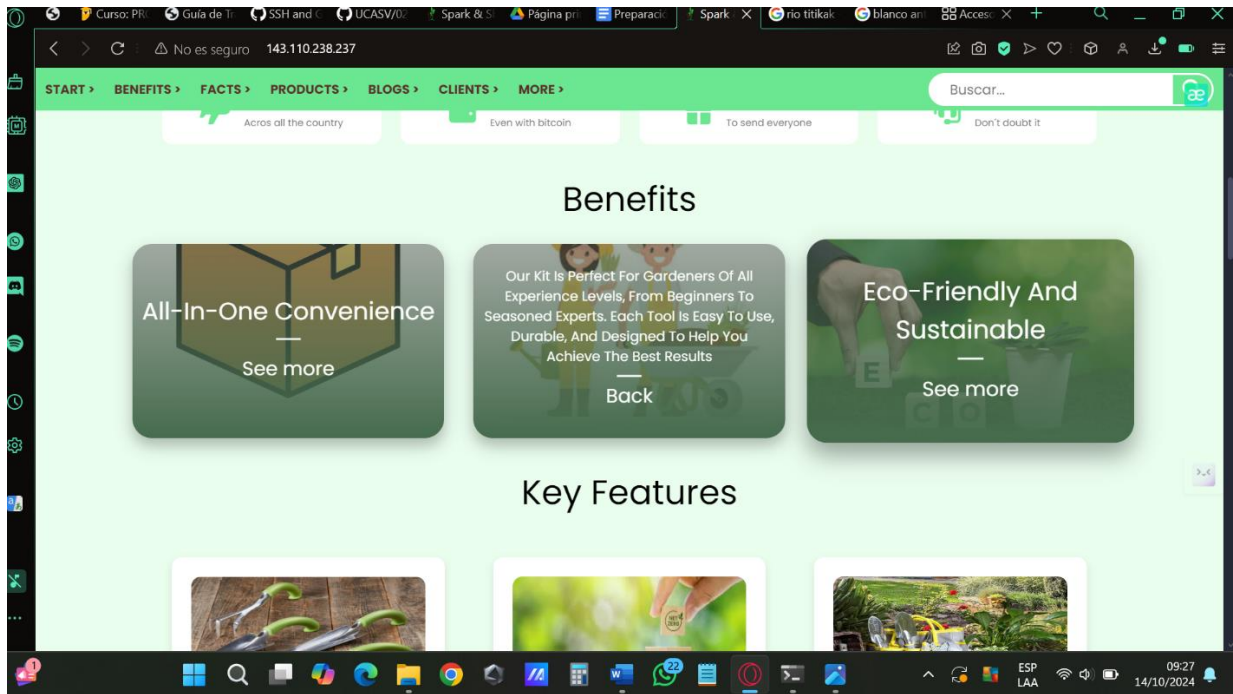 Curso: PR
Guía de Tr
SSH and G
UCASV/02
Spark & S
Página pri
Preparació
Spark
rio titikak
blanco ant
Acceso
No es seguro 143.110.238.237
START > BENEFITS > FACTS > PRODUCTS > BLOGS > CLIENTS > MORE >
Buscar...
Acros all the country
Even with bitcoin
To send everyone
Don't doubt it
Benefits
All-In-One Convenience
See more
Our Kit Is Perfect For Gardeners Of All
Experience Levels, From Beginners To
Seasoned Experts. Each Tool Is Easy To Use,
Durable, And Designed To Help You
Achieve The Best Results
Back
Eco-Friendly And
Sustainable
See more
E
C O
Key Features
1
22
ESP
LAA
09:27
14/10/2024